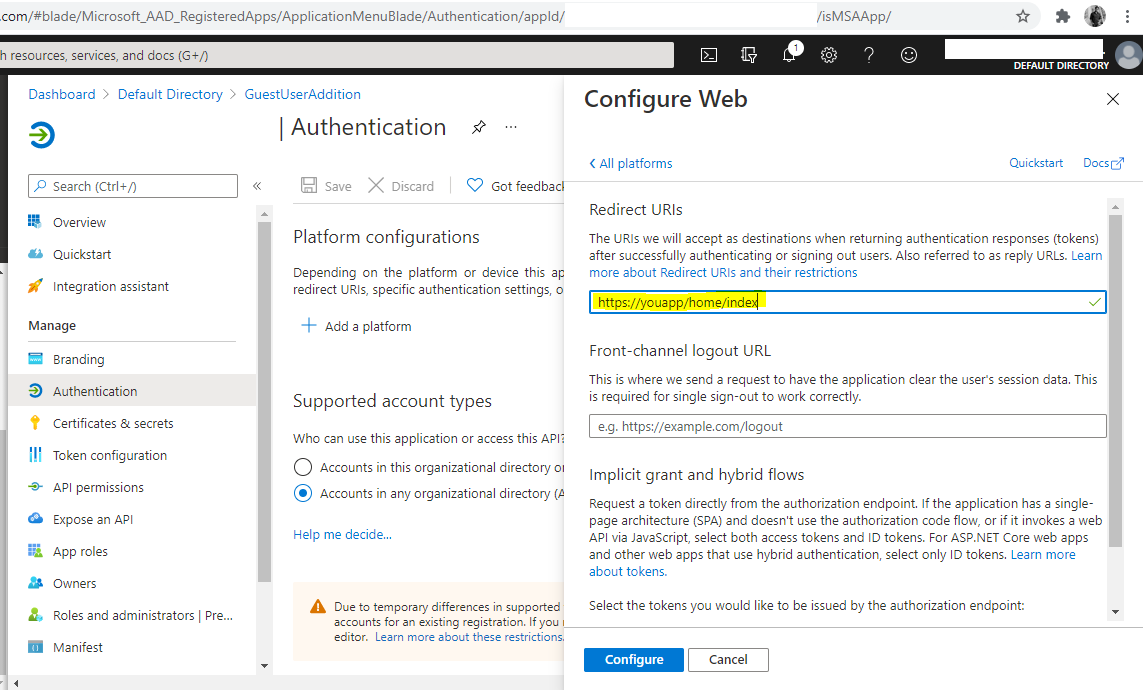 .com/#blade/Microsoft_AAD_RegisteredApps/ApplicationMenuBlade/Authentication/appId/ /isMSAApp/
h resources, services, and docs (G+/)
1
DEFAULT DIRECTORY
Dashboard > Default Directory > GuestUserAddition
| Authentication
Search (Ctrl+/)
«
Overview
Quickstart
Integration assistant
Manage
Branding
Authentication
Certificates & secrets
Token configuration
API permissions
Expose an API
App roles
Owners
Roles and administrators | Pre...
Manifest
Save Discard Got feedback
Platform configurations
Depending on the platform or device this ap
redirect URIs, specific authentication settings, o
Add a platform
Supported account types
Who can use this application or access this API?
Accounts in this organizational directory or
Accounts in any organizational directory (A
Help me decide...
Due to temporary differences in supported
accounts for an existing registration. If you
editor. Learn more about these restrictions.
Configure Web
All platforms
Quickstart Docs
Redirect URIs
The URIs we will accept as destinations when returning authentication responses (tokens)
after successfully authenticating or signing out users. Also referred to as reply URLs. Learn
more about Redirect URIs and their restrictions
https://youapp/home/index
Front-channel logout URL
This is where we send a request to have the application clear the user's session data. This
is required for single sign-out to work correctly.
e.g. https://example.com/logout
Implicit grant and hybrid flows
Request a token directly from the authorization endpoint. If the application has a single-
page architecture (SPA) and doesn't use the authorization code flow, or if it invokes a web
API via JavaScript, select both access tokens and ID tokens. For ASP.NET Core web apps
and other web apps that use hybrid authentication, select only ID tokens. Learn more
about tokens.
Select the tokens you would like to be issued by the authorization endpoint:
Configure Cancel